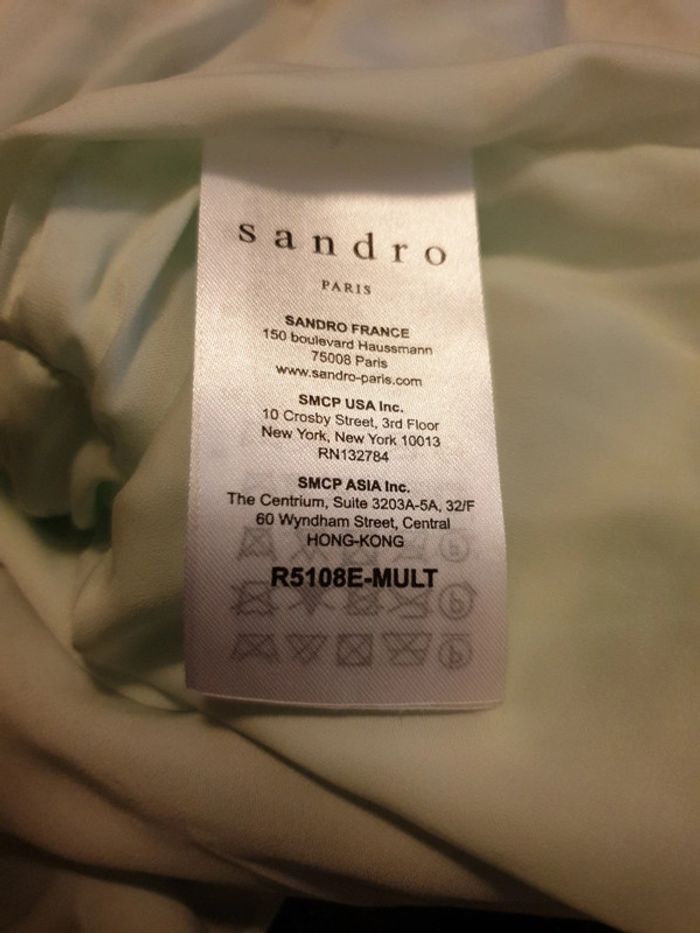 sandro
PARIS
SANDRO FRANCE
150 boulevard Haussmann
75008 Paris
www.sandro-paris.com
SMCP USA Inc.
10 Crosby Street, 3rd Floor
New York, New York 10013
RN132784
SMCP ASIA Inc.
The Centrium, Suite 3203A-5A, 32/F
60 Wyndham Street, Central
HONG-KONG
R5108E-MULT